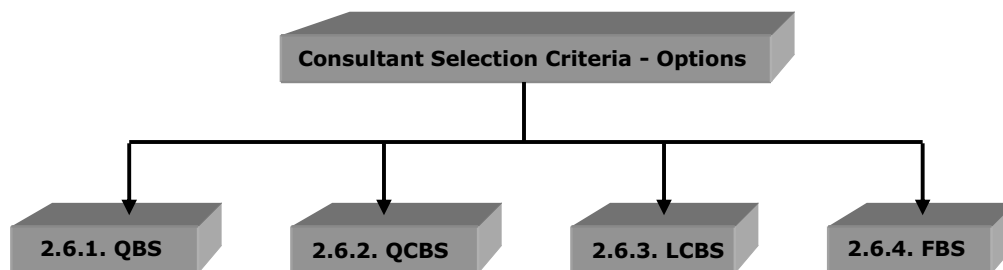 Consultant Selection Criteria - Options
2.6.1. QBS
2.6.2. QCBS
2.6.3. LCBS
2.6.4. FBS